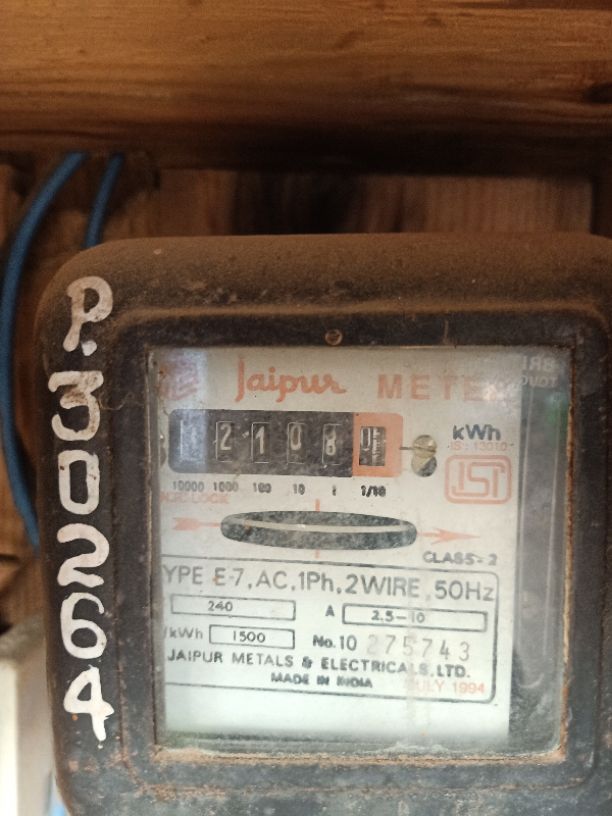 P.30264
Jaipur METE
2108
kWh
IS: 13010
ISI
10000 1000 100 10 1 1/10
CLASS-2
YPE E-7, AC, 1Ph, 2WIRE, 50Hz
240 A 2.5-10
/kWh 1500 No.10 275743
JAIPUR METALS & ELECTRICALS.LTD.
MADE IN INDIA JULY 1994